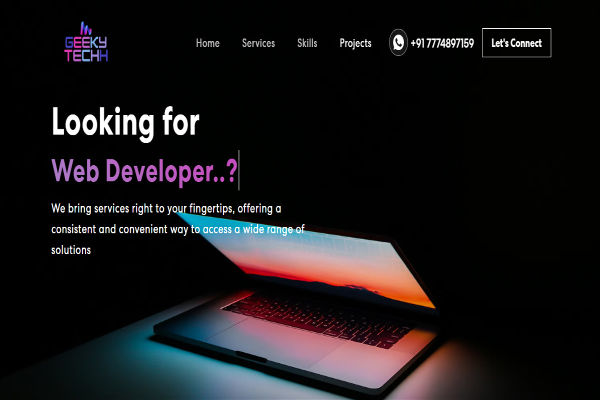 GEEKY
TECHH
Home Services Skills Projects +91 7774897159 Let's Connect
Looking for
Web Developer..?
We bring services right to your fingertips, offering a
consistent and convenient way to access a wide range of
solutions